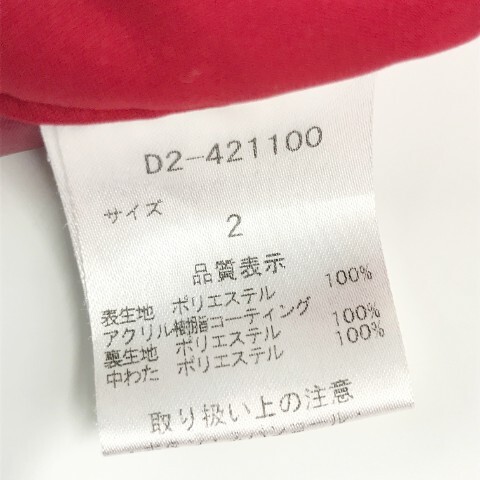 D2-421100
サイズ
2
品質表示
表生地 ポリエステル 100%
アクリル樹脂コーティング
裏生地 ポリエステル 100%
中わた ポリエステル 100%
取り扱い上の注意